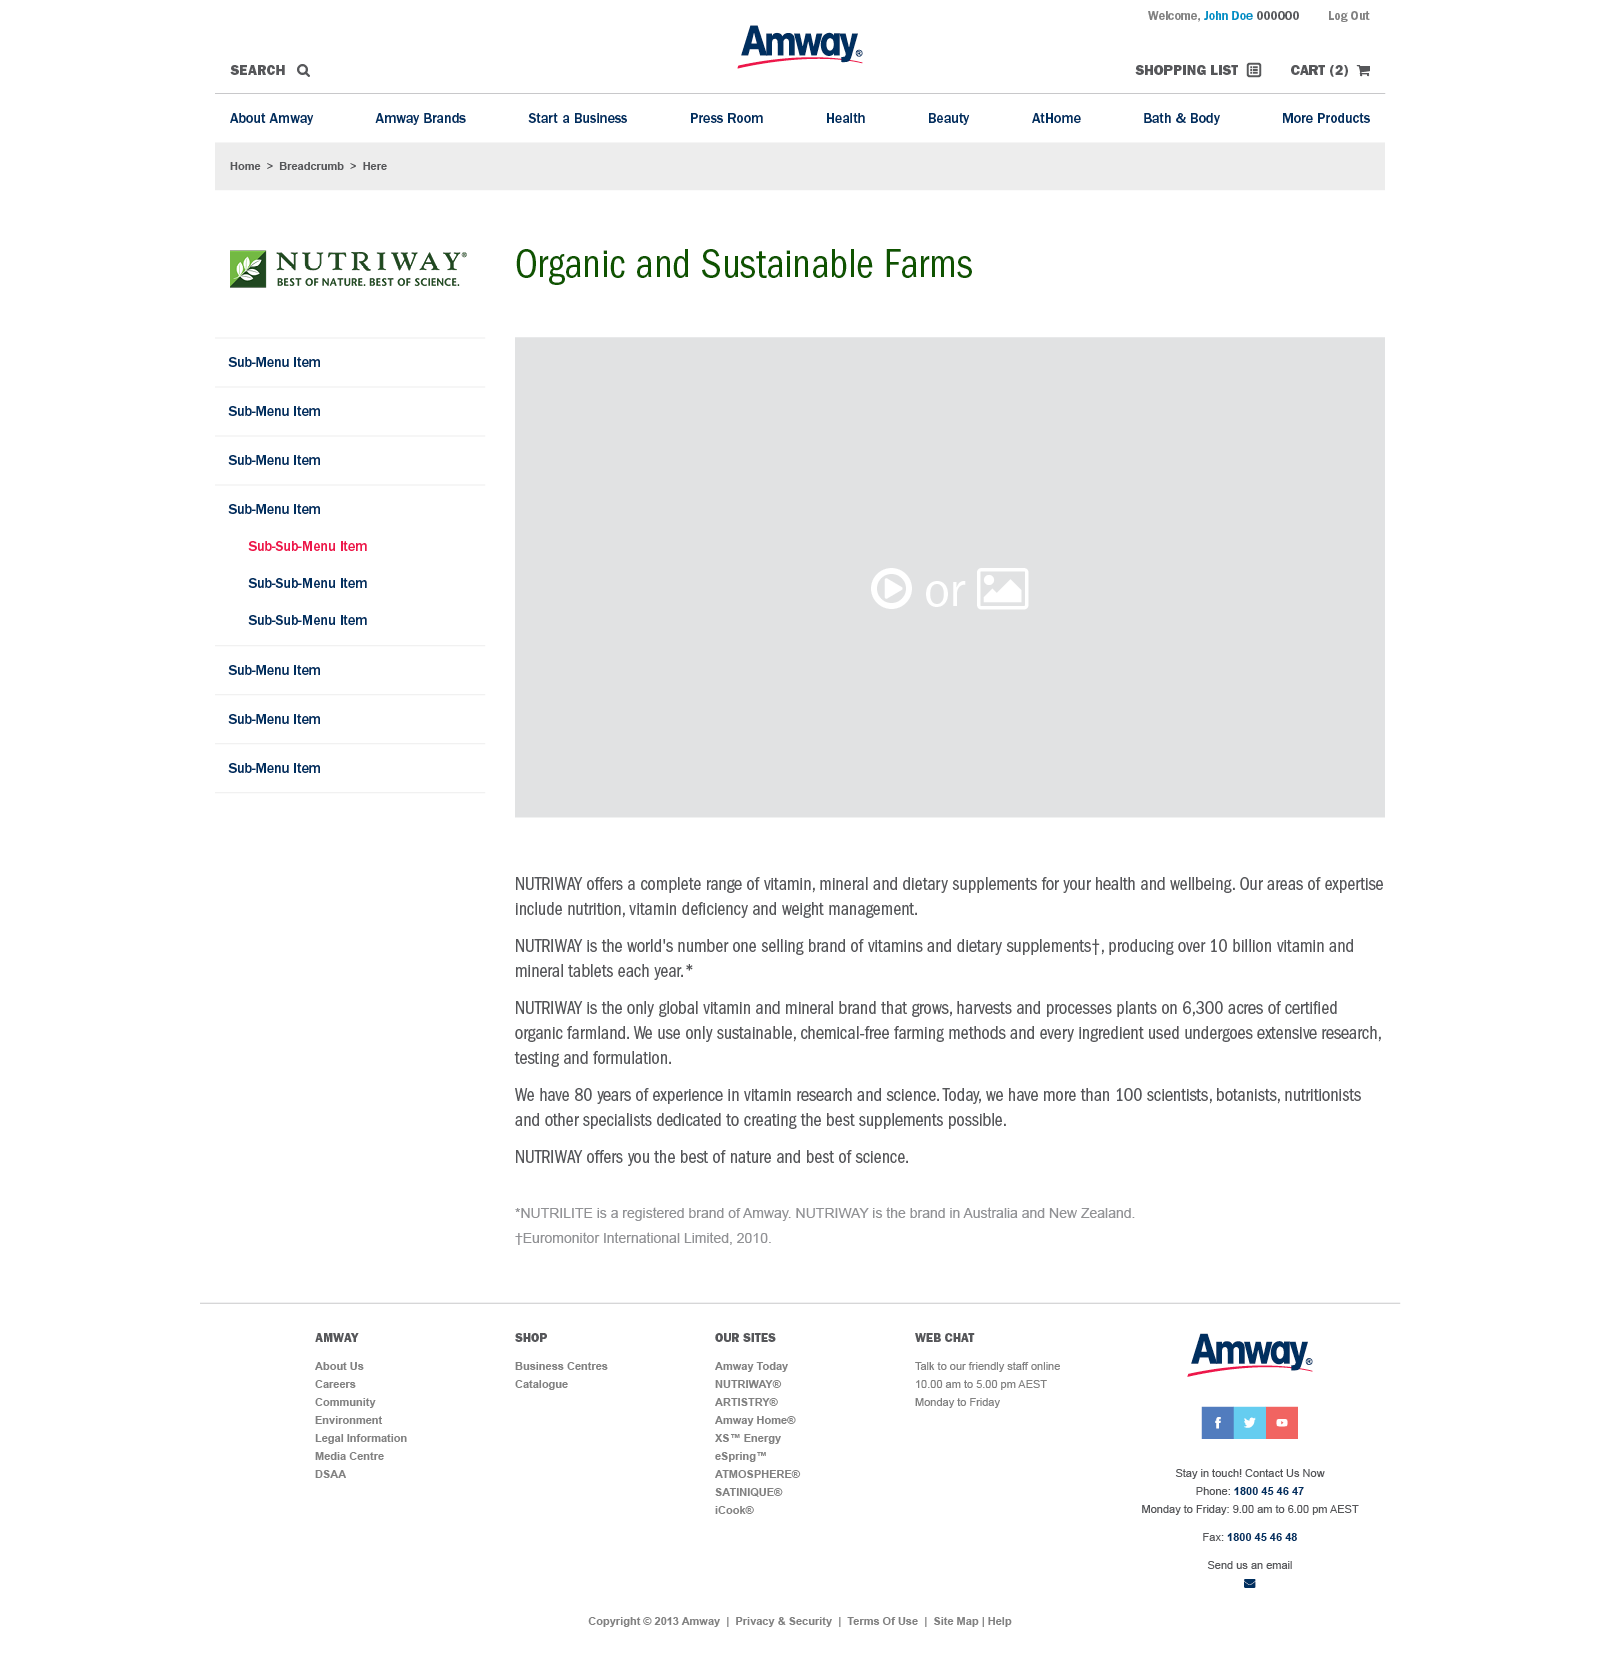 Welcome, John Doe 000000 Log Out
Amway®
SEARCH
SHOPPING LIST CART (2)
About Amway Amway Brands Start a Business Press Room Health Beauty AtHome Bath & Body More Products
Home > Breadcrumb > Here
NUTRIWAY®
BEST OF NATURE. BEST OF SCIENCE.
Organic and Sustainable Farms
Sub-Menu Item
Sub-Menu Item
Sub-Menu Item
Sub-Menu Item
Sub-Sub-Menu Item
Sub-Sub-Menu Item
Sub-Sub-Menu Item
Sub-Menu Item
Sub-Menu Item
Sub-Menu Item
or
NUTRIWAY offers a complete range of vitamin, mineral and dietary supplements for your health and wellbeing. Our areas of expertise
include nutrition, vitamin deficiency and weight management.
NUTRIWAY is the world's number one selling brand of vitamins and dietary supplements†, producing over 10 billion vitamin and
mineral tablets each year.*
NUTRIWAY is the only global vitamin and mineral brand that grows, harvests and processes plants on 6,300 acres of certified
organic farmland. We use only sustainable, chemical-free farming methods and every ingredient used undergoes extensive research,
testing and formulation.
We have 80 years of experience in vitamin research and science. Today, we have more than 100 scientists, botanists, nutritionists
and other specialists dedicated to creating the best supplements possible.
NUTRIWAY offers you the best of nature and best of science.
*NUTRILITE is a registered brand of Amway. NUTRIWAY is the brand in Australia and New Zealand.
†Euromonitor International Limited, 2010.
AMWAY
About Us
Careers
Community
Environment
Legal Information
Media Centre
DSAA
SHOP
Business Centres
Catalogue
OUR SITES
Amway Today
NUTRIWAY®
ARTISTRY®
Amway Home®
XS™ Energy
eSpring™
ATMOSPHERE®
SATINIQUE®
iCook®
WEB CHAT
Talk to our friendly staff online
10.00 am to 5.00 pm AEST
Monday to Friday
Amway®
Stay in touch! Contact Us Now
Phone: 1800 45 46 47
Monday to Friday: 9.00 am to 6.00 pm AEST
Fax: 1800 45 46 48
Send us an email
Copyright © 2013 Amway | Privacy & Security | Terms Of Use | Site Map | Help